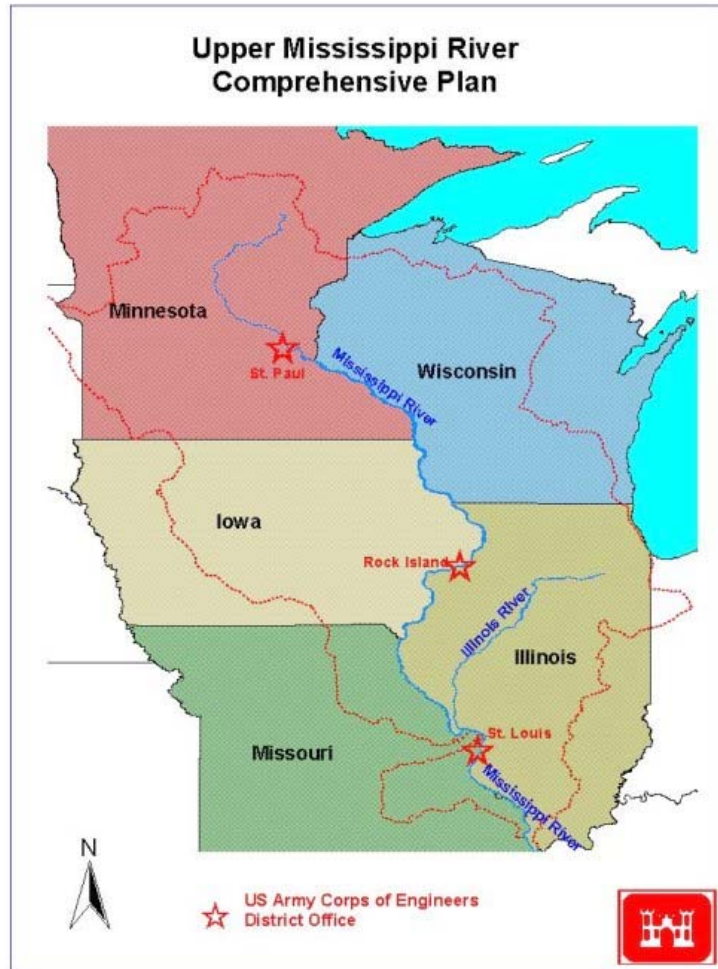 Upper Mississippi River
Comprehensive Plan
Minnesota
St. Paul
Mississippi River
Wisconsin
Iowa
Rock Island
Illinois River
Illinois
St. Louis
Missouri
Mississippi River
N
US Army Corps of Engineers
District Office